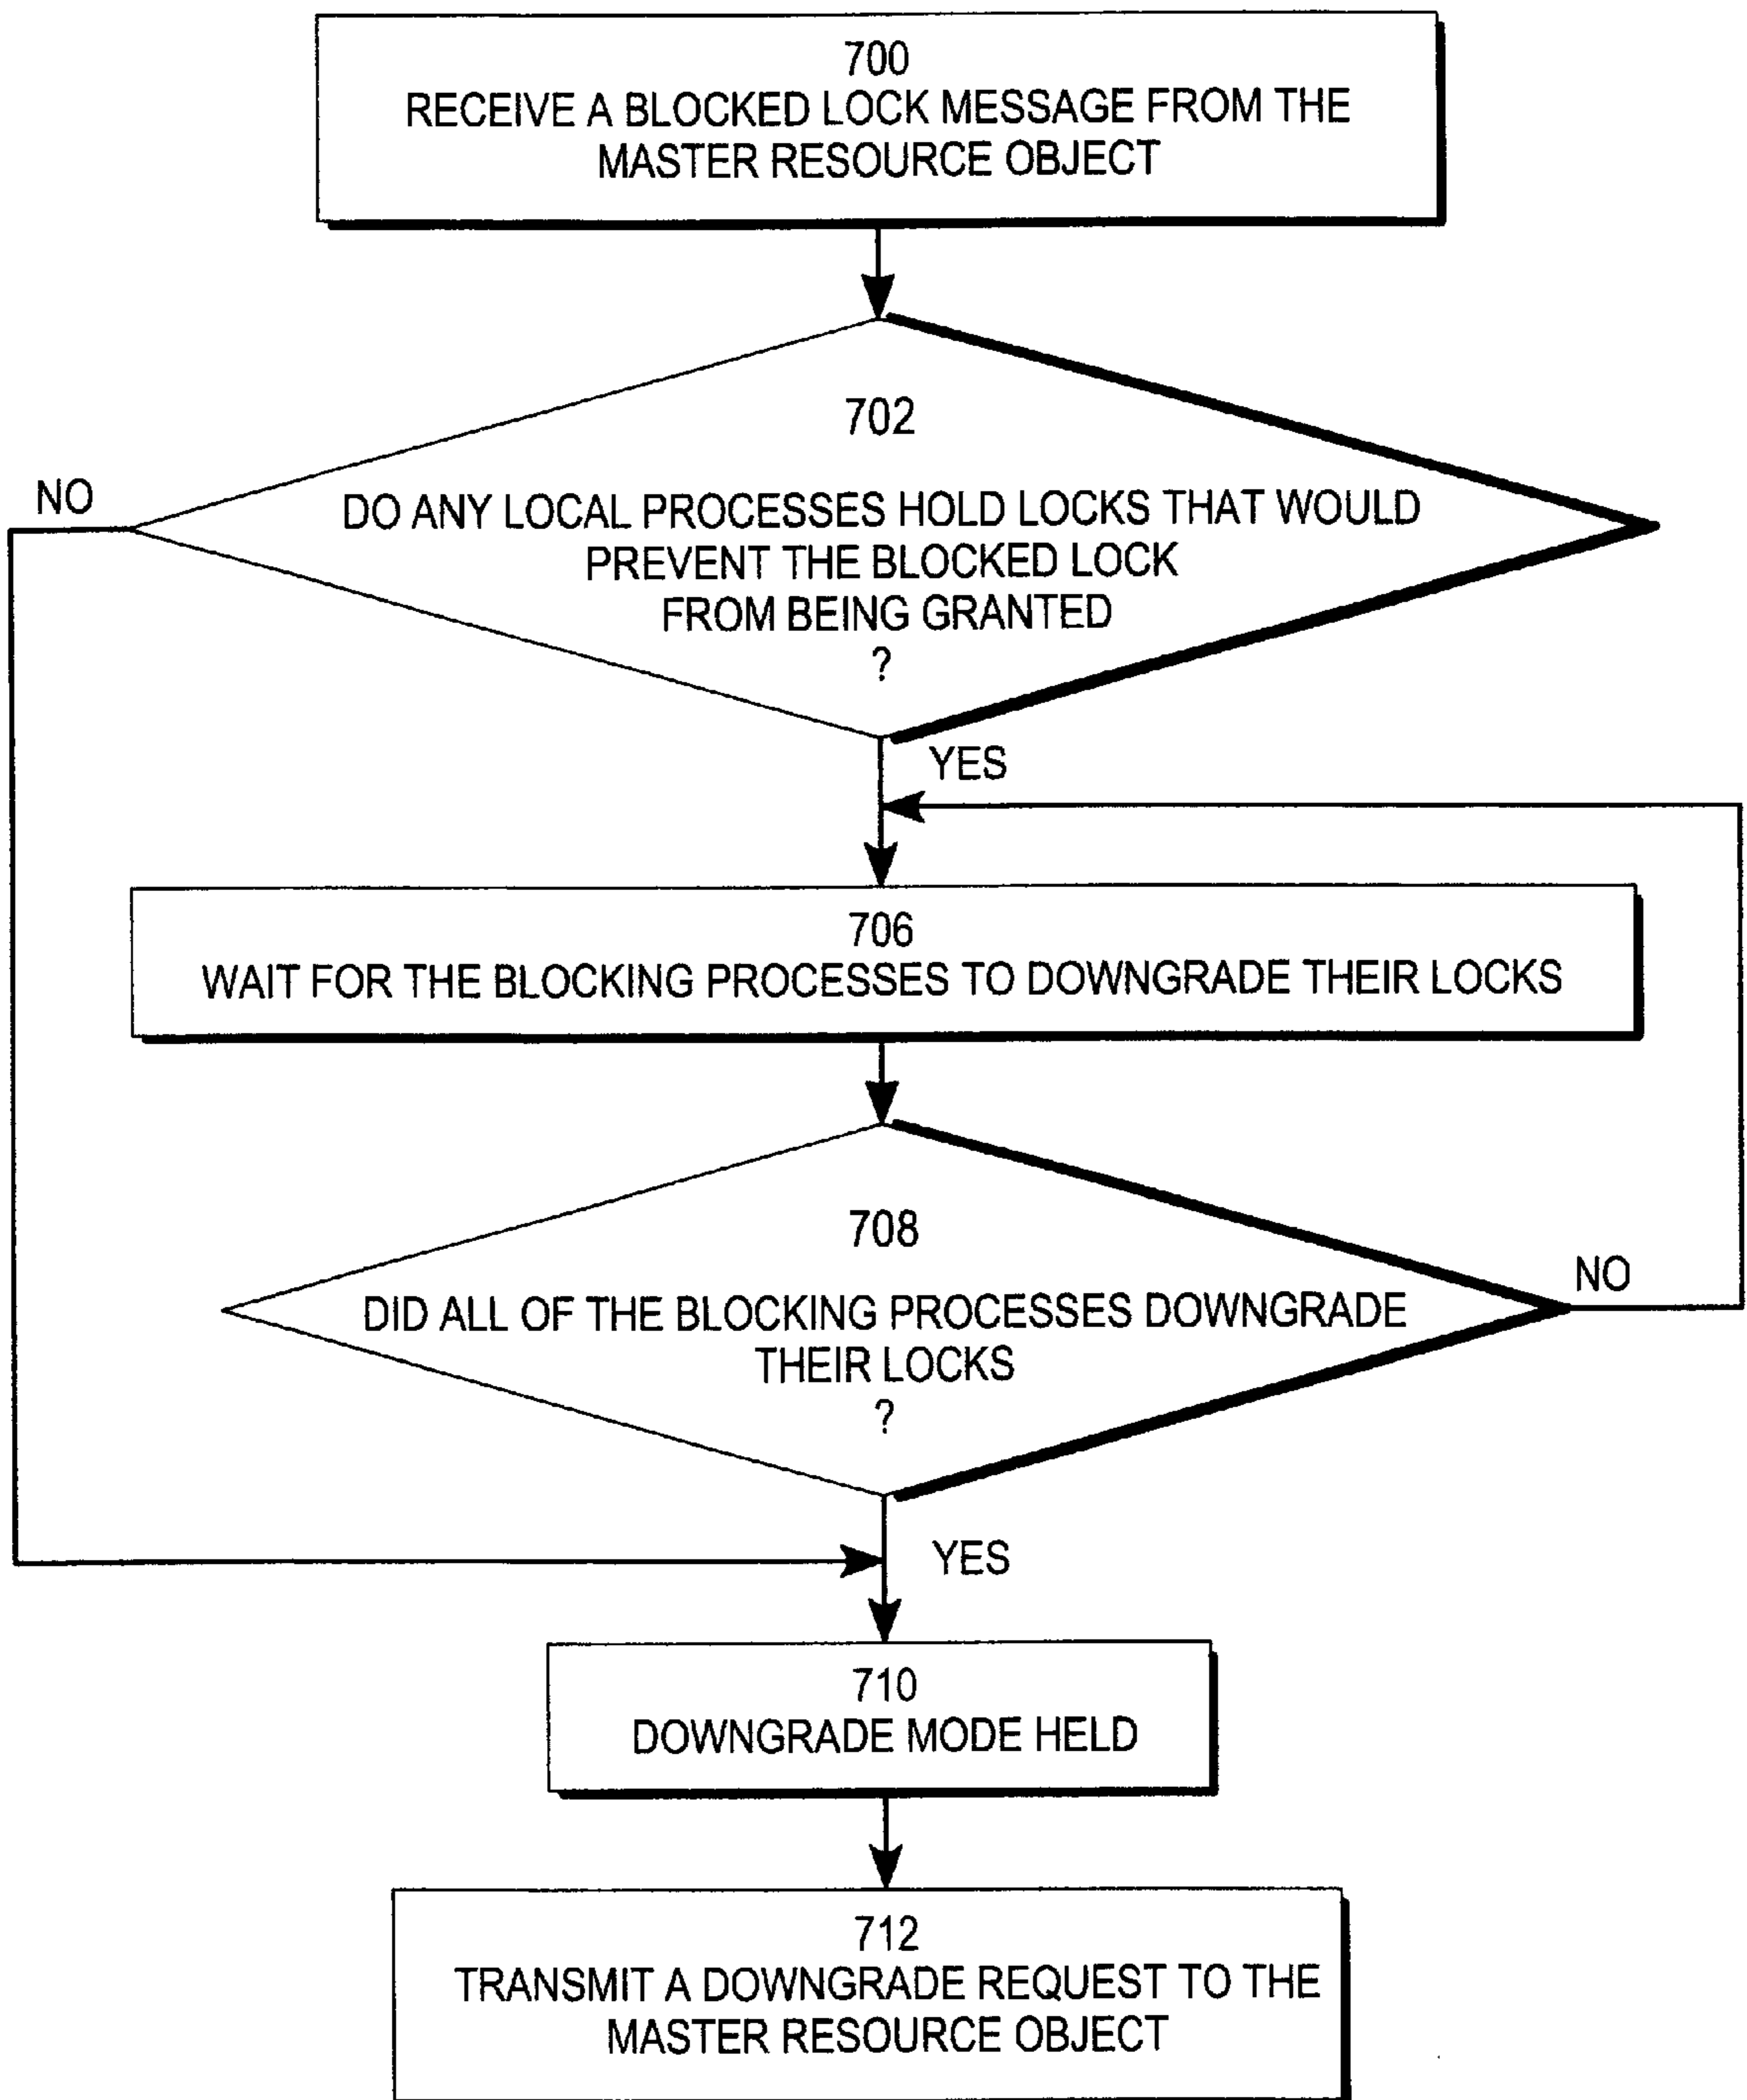 700
RECEIVE A BLOCKED LOCK MESSAGE FROM THE
MASTER RESOURCE OBJECT
702
NO
DO ANY LOCAL PROCESSES HOLD LOCKS THAT WOULD
PREVENT THE BLOCKED LOCK
FROM BEING GRANTED
?
YES
706
WAIT FOR THE BLOCKING PROCESSES TO DOWNGRADE THEIR LOCKS
708
NO
DID ALL OF THE BLOCKING PROCESSES DOWNGRADE
THEIR LOCKS
?
YES
710
DOWNGRADE MODE HELD
712
TRANSMIT A DOWNGRADE REQUEST TO THE
MASTER RESOURCE OBJECT